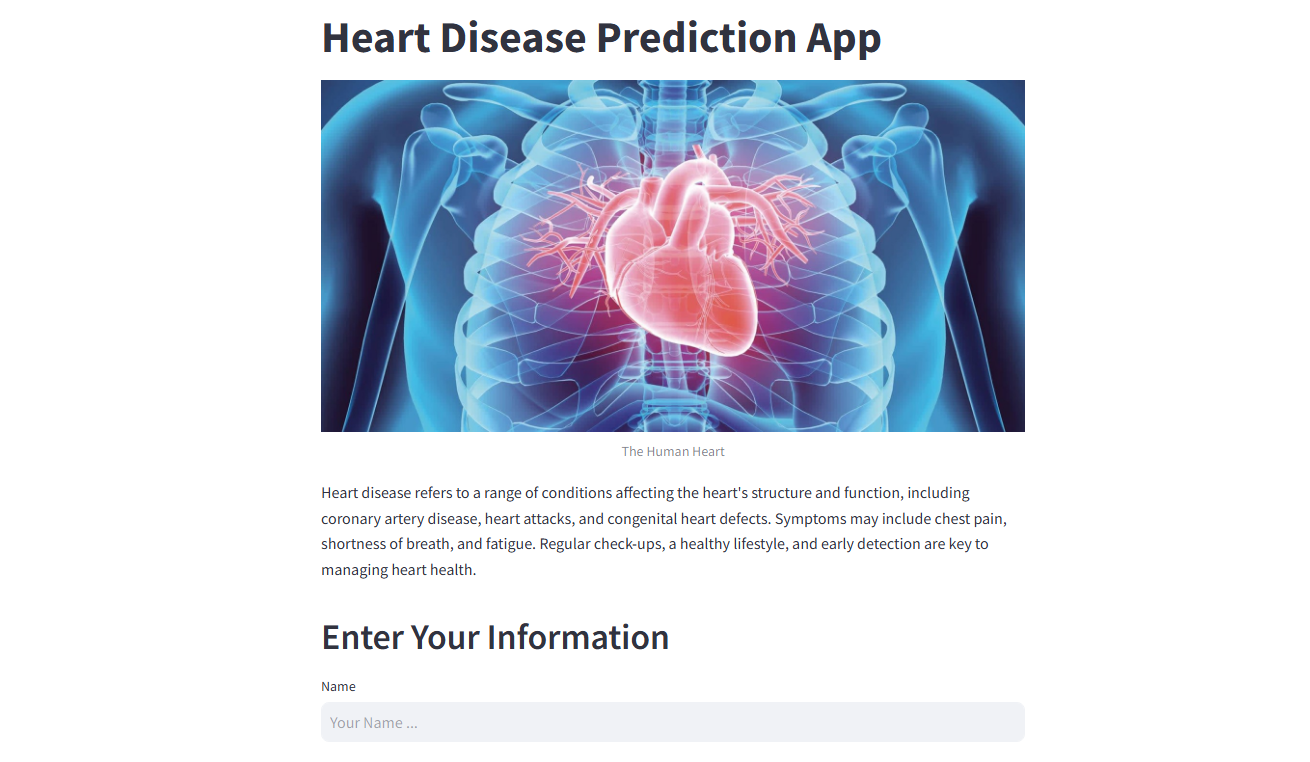 Heart Disease Prediction App
The Human Heart
Heart disease refers to a range of conditions affecting the heart's structure and function, including
coronary artery disease, heart attacks, and congenital heart defects. Symptoms may include chest pain,
shortness of breath, and fatigue. Regular check-ups, a healthy lifestyle, and early detection are key to
managing heart health.
Enter Your Information
Name
Your Name ...